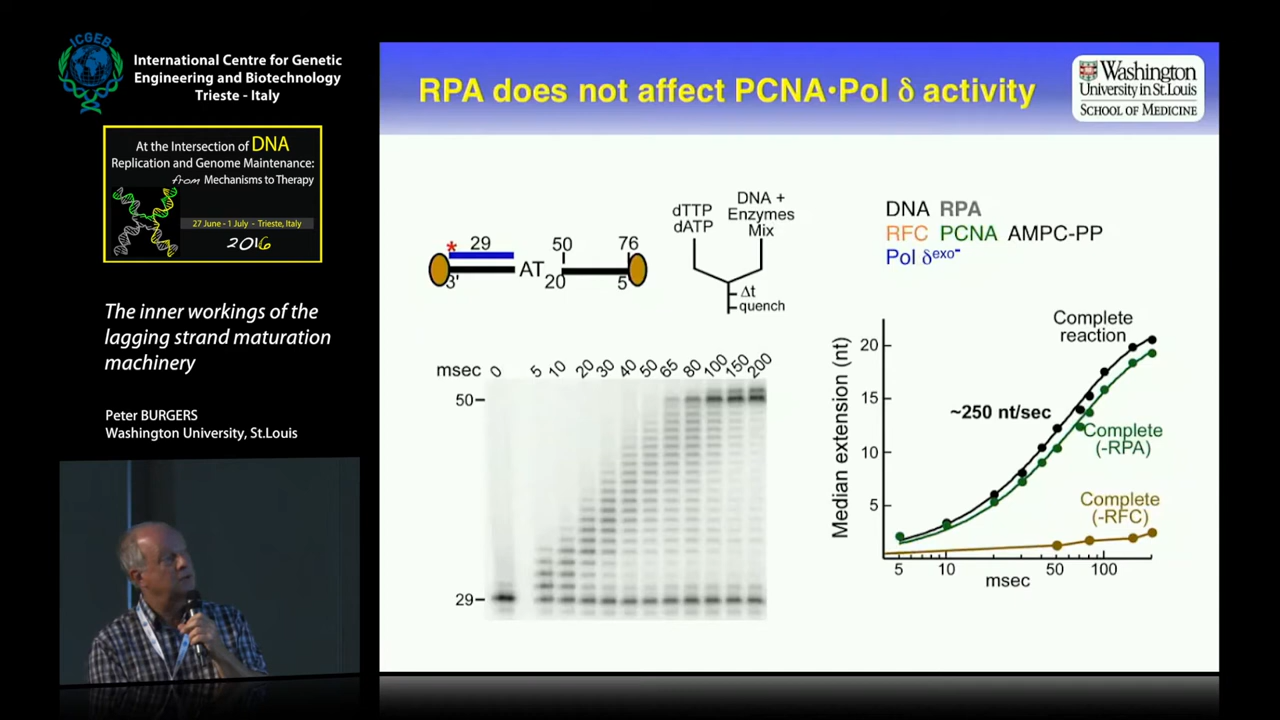 ICGEB
International Centre for Genetic
Engineering and Biotechnology
Trieste - Italy
At the Intersection of DNA
Replication and Genome Maintenance:
from Mechanisms to Therapy
27 June - 1 July - Trieste, Italy
2016
The inner workings of the
lagging strand maturation
machinery
Peter BURGERS
Washington University, St.Louis
RPA does not affect PCNA•Pol δ activity
Washington
University in St.Louis
SCHOOL OF MEDICINE
* 29 50 76
3' AT 20 5'
dTTP
dATP
DNA +
Enzymes
Mix
Δt
quench
DNA RPA
RFC PCNA AMPC-PP
Pol δexo-
msec 0 5 10 20 30 40 50 65 80 100 150 200
50
29
Median extension (nt)
20
15
10
5
Complete
reaction
~250 nt/sec
Complete
(-RPA)
Complete
(-RFC)
5 10 50 100
msec